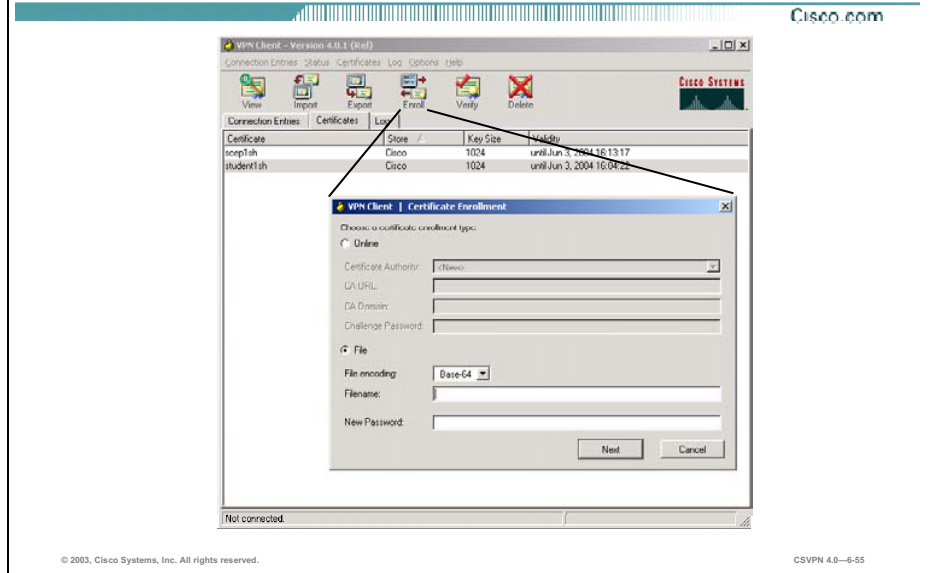 Cisco.com
VPN Client - Version 4.0.1 (Rel)
Connection Entries Status Certificates Log Options Help
View Import Export Enroll Verify Delete
CISCO SYSTEMS
Connection Entries Certificates Log
Certificate Store Key Size Validity
scep1sh Cisco 1024 until Jun 3, 2004 16:13:17
student1sh Cisco 1024 until Jun 3, 2004 16:04:22
VPN Client | Certificate Enrollment
Choose a certificate enrollment type:
Online
Certificate Authority: <New>
CA URL:
CA Domain:
Challenge Password:
File
File encoding: Base-64
Filename:
New Password:
Next Cancel
Not connected.
© 2003, Cisco Systems, Inc. All rights reserved. CSVPN 4.0—6-55